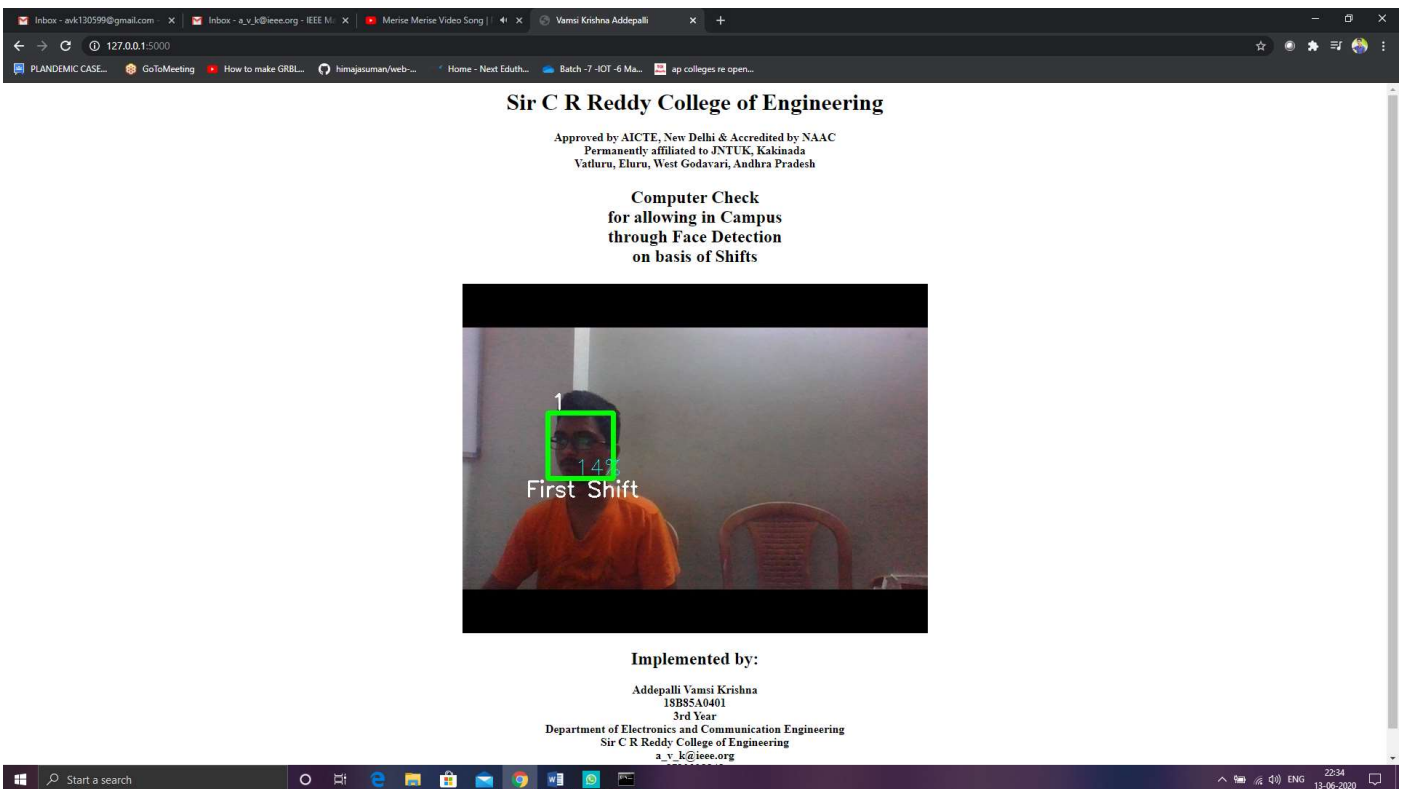 Inbox - avk130599@gmail.com -
Inbox - a_v_k@ieee.org - IEEE Ma
Merise Merise Video Song |
Vamsi Krishna Addepalli
127.0.0.1:5000
PLANDEMIC CASE...
GoToMeeting
How to make GRBL...
himajasuman/web-...
Home - Next Eduth...
Batch -7 -IOT -6 Ma...
ap colleges re open...
Sir C R Reddy College of Engineering
Approved by AICTE, New Delhi & Accredited by NAAC
Permanently affiliated to JNTUK, Kakinada
Vatluru, Eluru, West Godavari, Andhra Pradesh
Computer Check
for allowing in Campus
through Face Detection
on basis of Shifts
1
14%
First Shift
Implemented by:
Addepalli Vamsi Krishna
18B85A0401
3rd Year
Department of Electronics and Communication Engineering
Sir C R Reddy College of Engineering
a_v_k@ieee.org
Start a search
ENG
22:34
13-06-2020